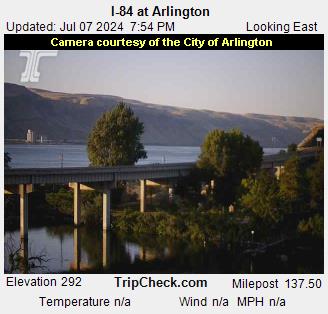 I-84 at Arlington
Updated: Jul 07 2024 7:54 PM Looking East
Camera courtesy of the City of Arlington
Elevation 292 TripCheck.com Milepost 137.50
Temperature n/a Wind n/a MPH n/a